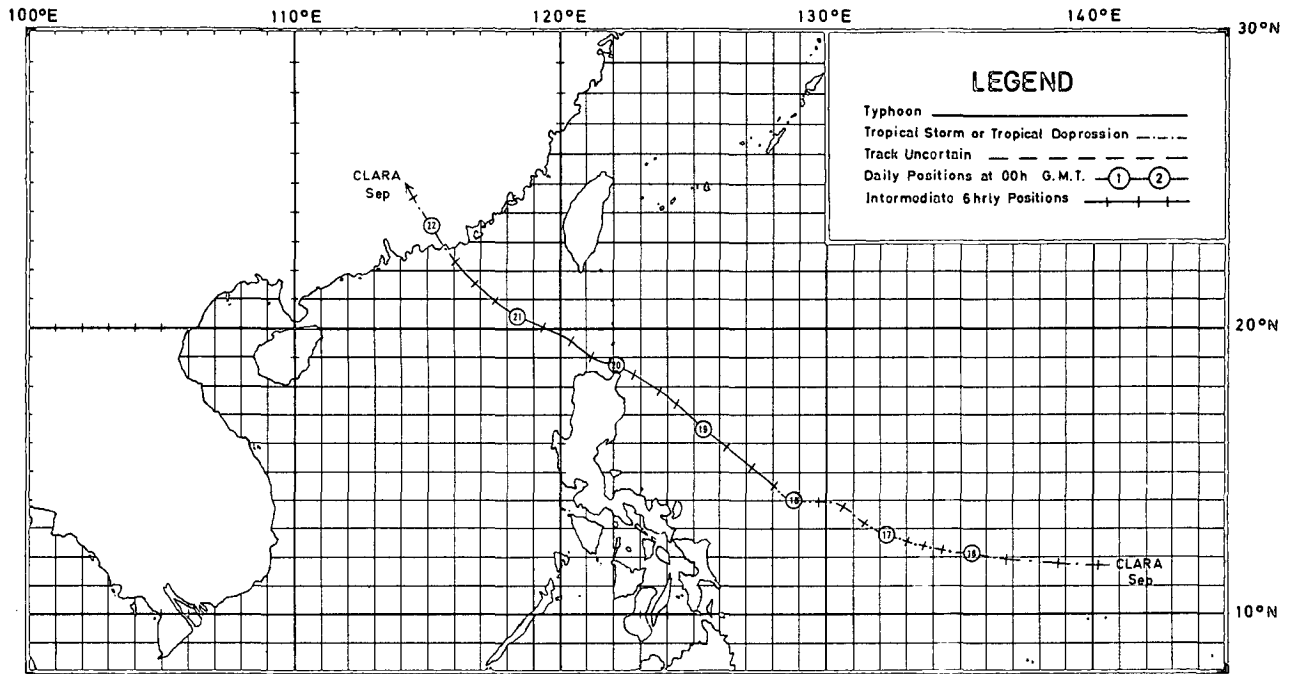 100°E 110°E 120°E 130°E 140°E
30°N
LEGEND
Typhoon
Tropical Storm or Tropical Dopression
Track Uncertain
Daily Positions at 00h G.M.T. 1 2
Intermediato 6hrly Positions
CLARA
Sep
22
21
20°N
20
19
18
17
16
CLARA
Sep
10°N